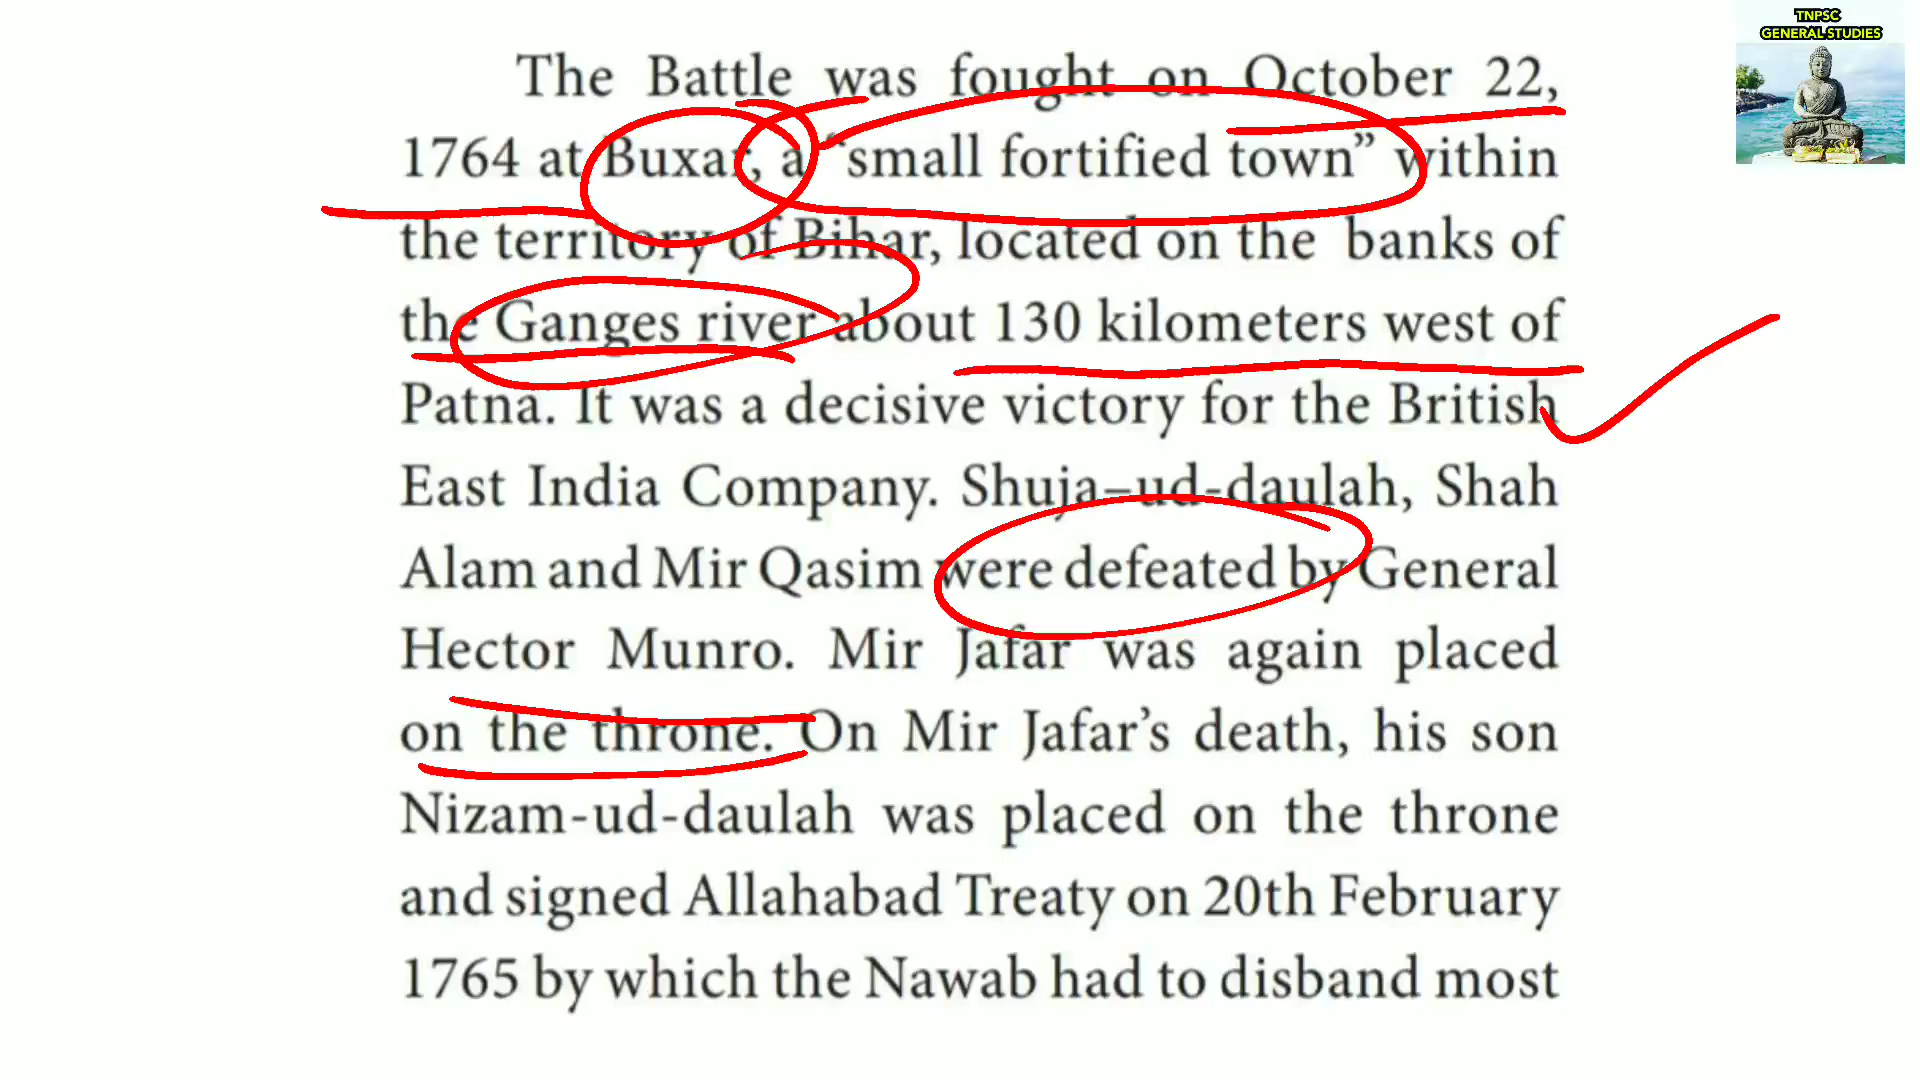 TNPSC
GENERAL STUDIES
The Battle was fought on October 22,
1764 at Buxar, a “small fortified town” within
the territory of Bihar, located on the banks of
the Ganges river about 130 kilometers west of
Patna. It was a decisive victory for the British
East India Company. Shuja–ud-daulah, Shah
Alam and Mir Qasim were defeated by General
Hector Munro. Mir Jafar was again placed
on the throne. On Mir Jafar’s death, his son
Nizam-ud-daulah was placed on the throne
and signed Allahabad Treaty on 20th February
1765 by which the Nawab had to disband most